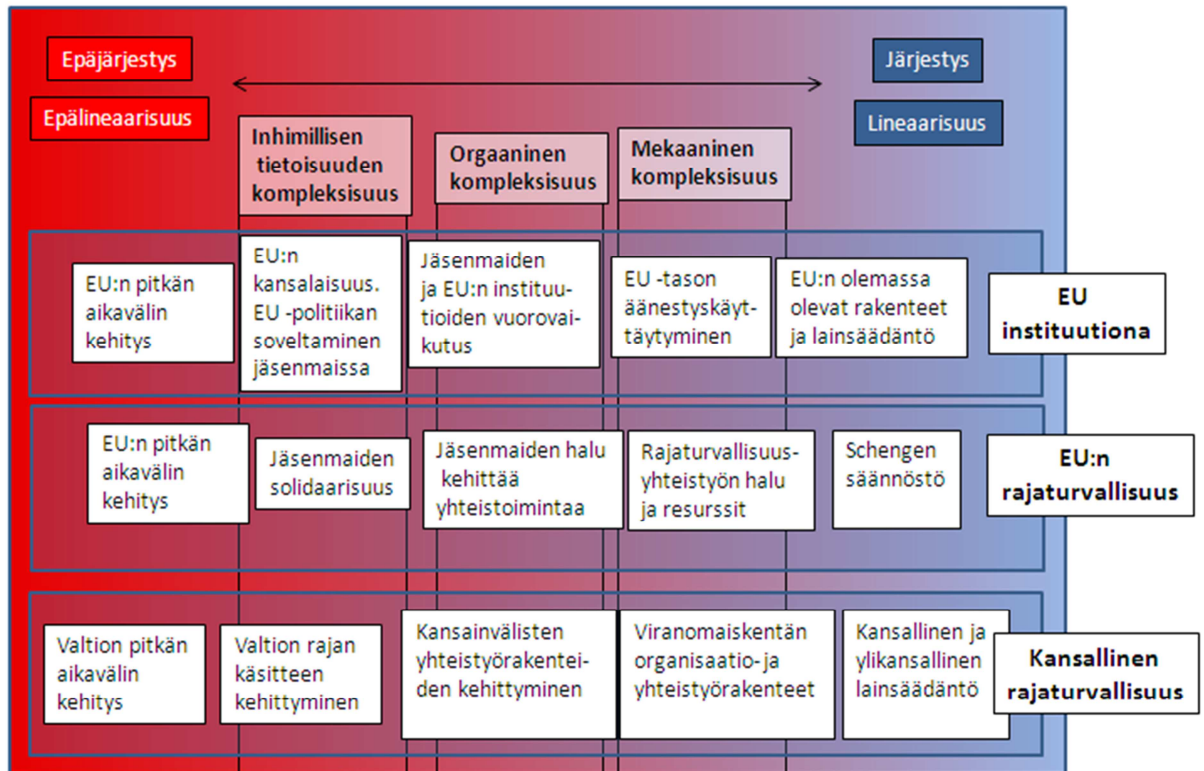 Epäjärjestys
Järjestys
Epälineaarisuus
Lineaarisuus
Inhimillisen
tietoisuuden
kompleksisuus
Orgaaninen
kompleksisuus
Mekaaninen
kompleksisuus
EU:n pitkän
aikavälin
kehitys
EU:n
kansalaisuus.
EU -politiikan
soveltaminen
jäsenmaissa
Jäsenmaiden
ja EU:n instituu-
tioiden vuorovai-
kutus
EU -tason
äänestyskäyt-
täytyminen
EU:n olemassa
olevat rakenteet
ja lainsäädäntö
EU
instituutiona
EU:n pitkän
aikavälin
kehitys
Jäsenmaiden
solidaarisuus
Jäsenmaiden halu
kehittää
yhteistoimintaa
Rajaturvallisuus-
yhteistyön halu
ja resurssit
Schengen
säännöstö
EU:n
rajaturvallisuus
Valtion pitkän
aikavälin
kehitys
Valtion rajan
käsitteen
kehittyminen
Kansainvälisten
yhteistyörakentei-
den kehittyminen
Viranomaiskentän
organisaatio- ja
yhteistyörakenteet
Kansallinen ja
ylikansallinen
lainsäädäntö
Kansallinen
rajaturvallisuus